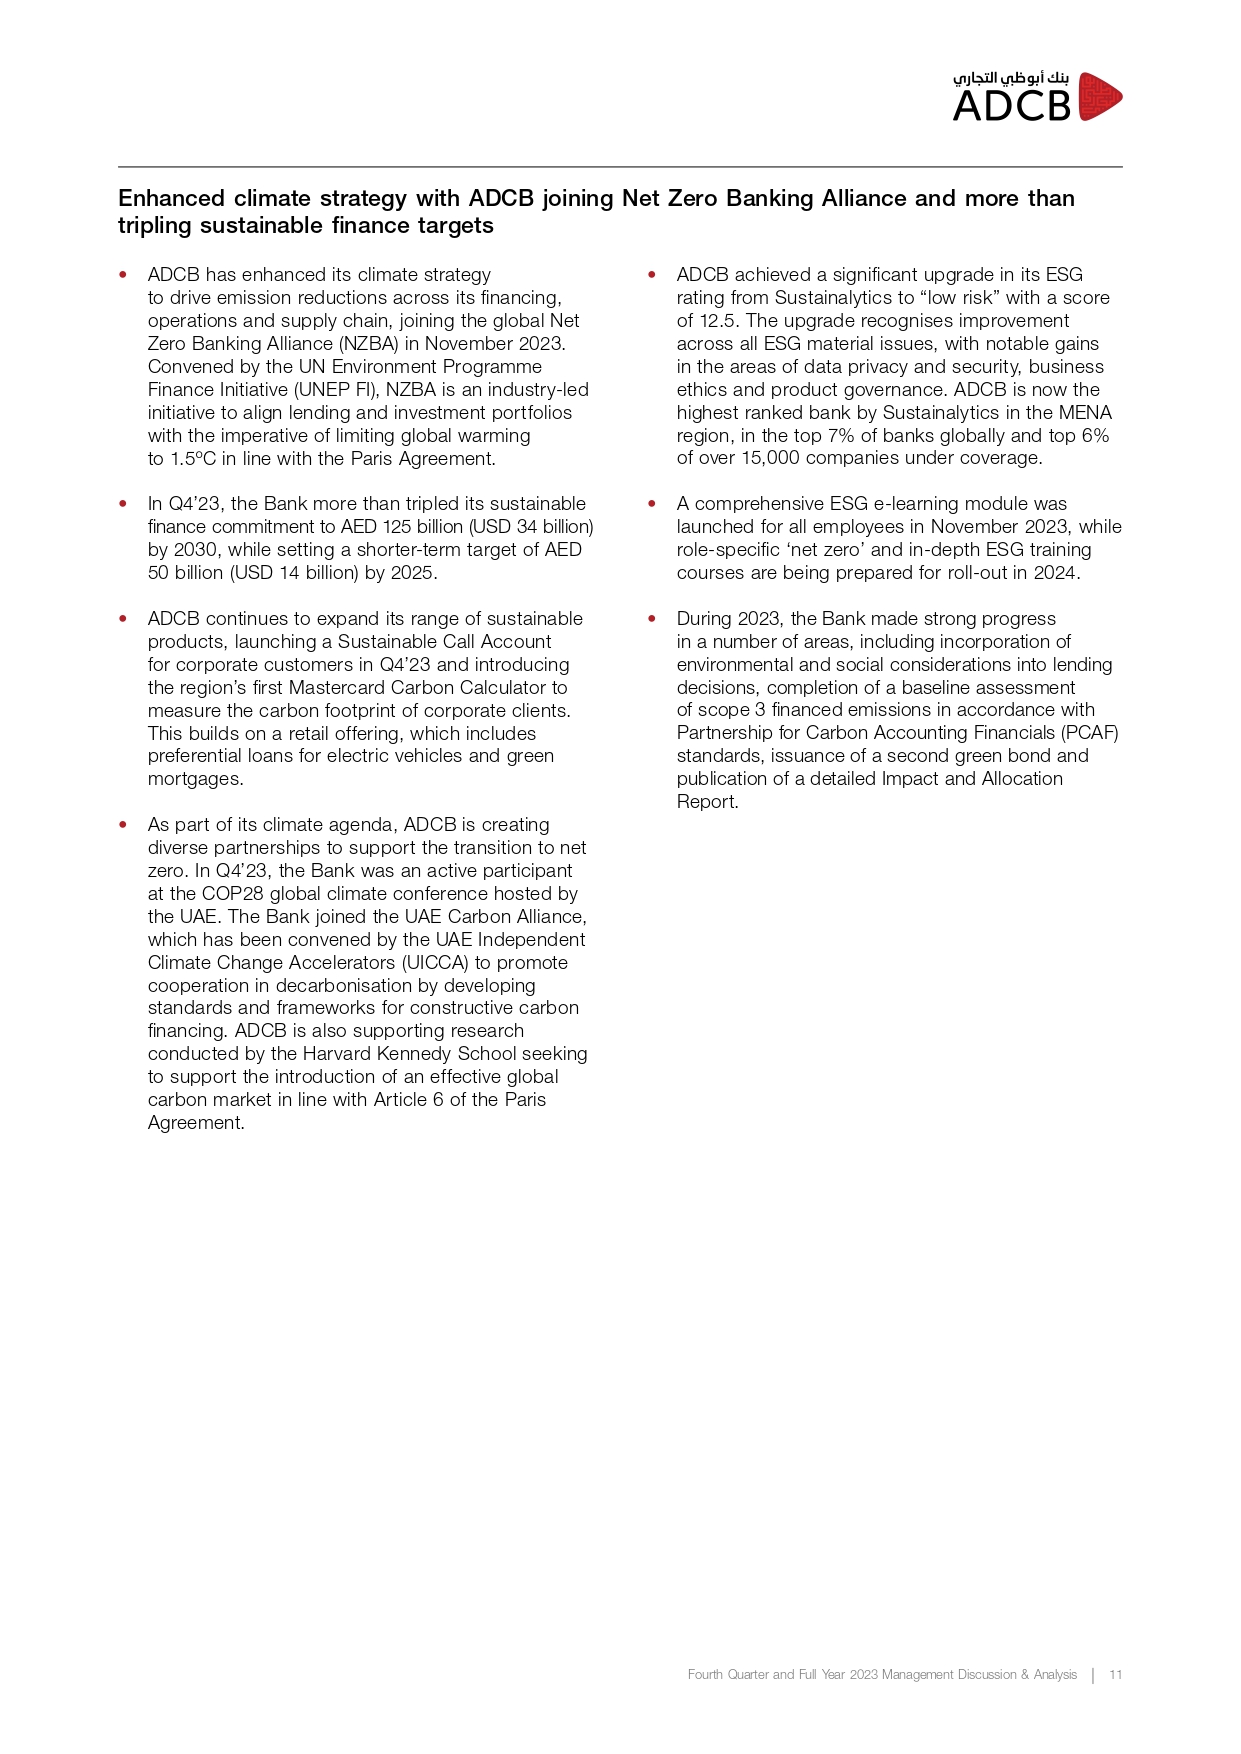 بنك أبوظبي التجاري
ADCB
Enhanced climate strategy with ADCB joining Net Zero Banking Alliance and more than
tripling sustainable finance targets
• ADCB has enhanced its climate strategy
to drive emission reductions across its financing,
operations and supply chain, joining the global Net
Zero Banking Alliance (NZBA) in November 2023.
Convened by the UN Environment Programme
Finance Initiative (UNEP FI), NZBA is an industry-led
initiative to align lending and investment portfolios
with the imperative of limiting global warming
to 1.5ºC in line with the Paris Agreement.
• In Q4’23, the Bank more than tripled its sustainable
finance commitment to AED 125 billion (USD 34 billion)
by 2030, while setting a shorter-term target of AED
50 billion (USD 14 billion) by 2025.
• ADCB continues to expand its range of sustainable
products, launching a Sustainable Call Account
for corporate customers in Q4’23 and introducing
the region’s first Mastercard Carbon Calculator to
measure the carbon footprint of corporate clients.
This builds on a retail offering, which includes
preferential loans for electric vehicles and green
mortgages.
• As part of its climate agenda, ADCB is creating
diverse partnerships to support the transition to net
zero. In Q4’23, the Bank was an active participant
at the COP28 global climate conference hosted by
the UAE. The Bank joined the UAE Carbon Alliance,
which has been convened by the UAE Independent
Climate Change Accelerators (UICCA) to promote
cooperation in decarbonisation by developing
standards and frameworks for constructive carbon
financing. ADCB is also supporting research
conducted by the Harvard Kennedy School seeking
to support the introduction of an effective global
carbon market in line with Article 6 of the Paris
Agreement.
• ADCB achieved a significant upgrade in its ESG
rating from Sustainalytics to “low risk” with a score
of 12.5. The upgrade recognises improvement
across all ESG material issues, with notable gains
in the areas of data privacy and security, business
ethics and product governance. ADCB is now the
highest ranked bank by Sustainalytics in the MENA
region, in the top 7% of banks globally and top 6%
of over 15,000 companies under coverage.
• A comprehensive ESG e-learning module was
launched for all employees in November 2023, while
role-specific ‘net zero’ and in-depth ESG training
courses are being prepared for roll-out in 2024.
• During 2023, the Bank made strong progress
in a number of areas, including incorporation of
environmental and social considerations into lending
decisions, completion of a baseline assessment
of scope 3 financed emissions in accordance with
Partnership for Carbon Accounting Financials (PCAF)
standards, issuance of a second green bond and
publication of a detailed Impact and Allocation
Report.
Fourth Quarter and Full Year 2023 Management Discussion & Analysis | 11